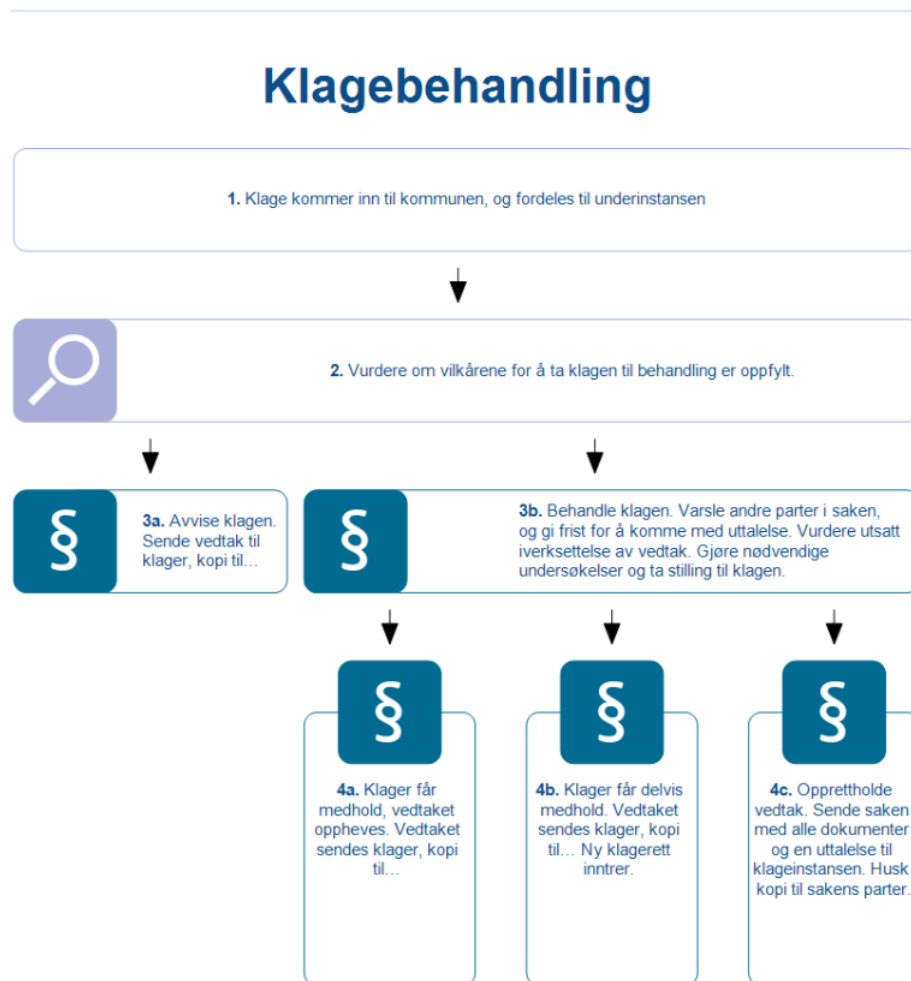 Klagebehandling
1. Klage kommer inn til kommunen, og fordeles til underinstansen
2. Vurdere om vilkårene for å ta klagen til behandling er oppfylt.
§
3a. Avvise klagen.
Sende vedtak til
klager, kopi til...
§
3b. Behandle klagen. Varsle andre parter i saken,
og gi frist for å komme med uttalelse. Vurdere utsatt
iverksettelse av vedtak. Gjøre nødvendige
undersøkelser og ta stilling til klagen.
§
4a. Klager får
medhold, vedtaket
oppheves. Vedtaket
sendes klager, kopi
til...
§
4b. Klager får delvis
medhold. Vedtaket
sendes klager, kopi
til... Ny klagerett
inntrer.
§
4c. Opprettholde
vedtak. Sende saken
med alle dokumenter
og en uttalelse til
klageinstansen. Husk
kopi til sakens parter.